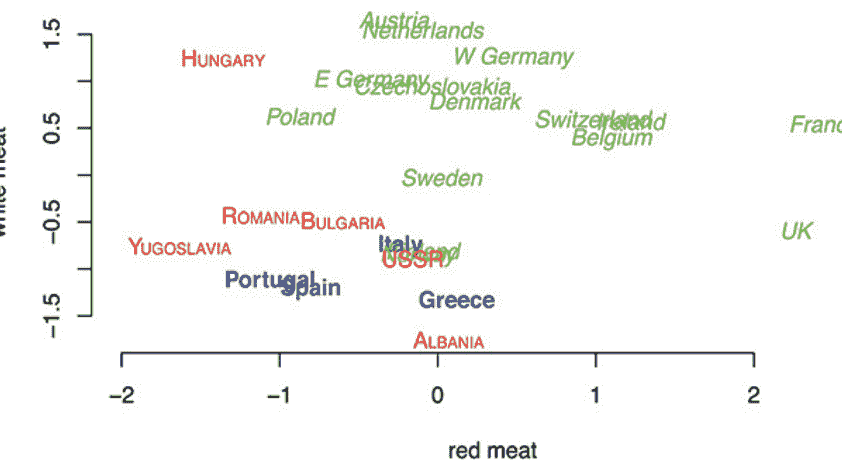 Austria
Netherlands
1.5
W Germany
HUNGARY
E Germany
Czechoslovakia
Denmark
Poland
Switzerland
Ireland
Franc
0.5
Belgium
Sweden
ROMANIA
BULGARIA
−0.5
UK
YUGOSLAVIA
Italy
USSR
Portugal
Spain
Greece
−1.5
ALBANIA
−2 −1 0 1 2
red meat
white meat